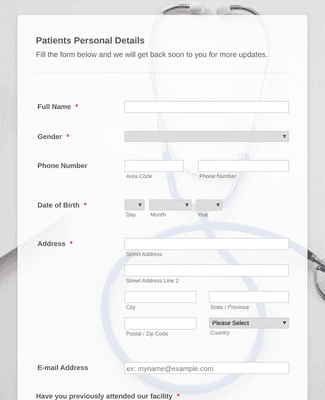 Patients Personal Details
Fill the form below and we will get back soon to you for more updates.
Full Name *
Gender *
Phone Number
Area Code Phone Number
Date of Birth *
Day Month Year
Address *
Street Address
Street Address Line 2
City State / Province
Please Select
Postal / Zip Code Country
E-mail Address ex: myname@example.com
Have you previously attended our facility *